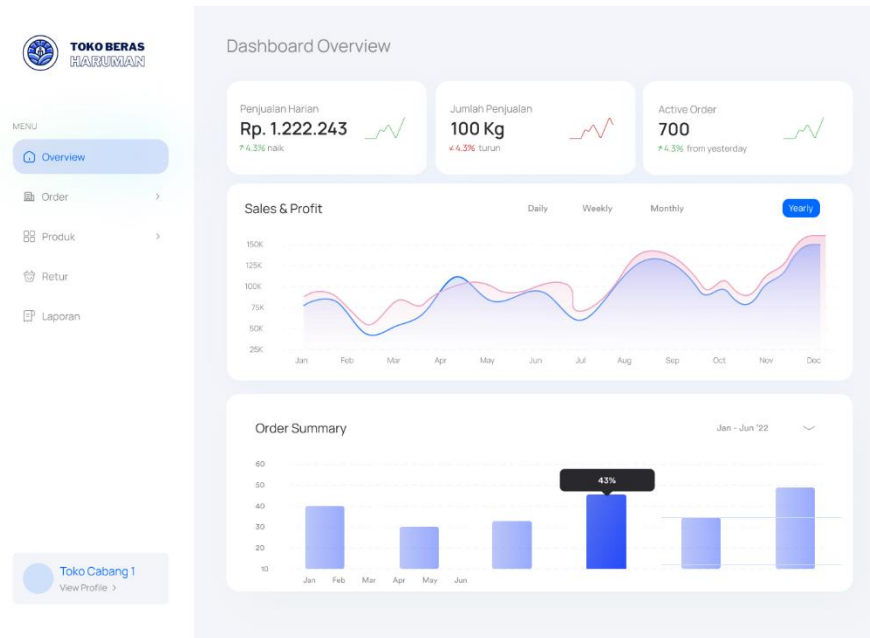 TOKO BERAS
HARUMAN
MENU
Overview
Order
Produk
Retur
Laporan
Toko Cabang 1
View Profile
Dashboard Overview
Penjualan Harian
Rp. 1.222.243
4.3% naik
Jumlah Penjualan
100 Kg
4.3% turun
Active Order
700
4.3% from yesterday
Sales & Profit
Daily Weekly Monthly Yearly
150K
125K
100K
75K
50K
25K
Jan Feb Mar Apr May Jun Jul Aug Sep Oct Nov Dec
Order Summary
Jan - Jun '22
60
50
40
30
20
10
43%
Jan Feb Mar Apr May Jun